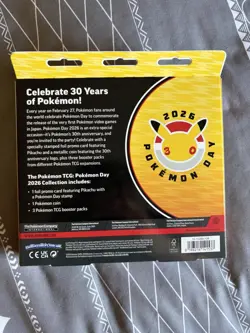 Celebrate 30 Years
of Pokémon!
Every year on February 27, Pokémon fans around
the world celebrate Pokémon Day to commemorate
the release of the very first Pokémon video games
in Japan. Pokémon Day 2026 is an extra-special
occasion—it's Pokémon's 30th anniversary, and
you're invited to the party! Celebrate with a
specially stamped foil promo card featuring
Pikachu and a metallic coin featuring the 30th
anniversary logo, plus three booster packs
from different Pokémon TCG expansions.
The Pokémon TCG: Pokémon Day
2026 Collection includes:
• 1 foil promo card featuring Pikachu with
a Pokémon Day stamp
• 1 Pokémon coin
• 3 Pokémon TCG booster packs
2026
POKÉMON DAY